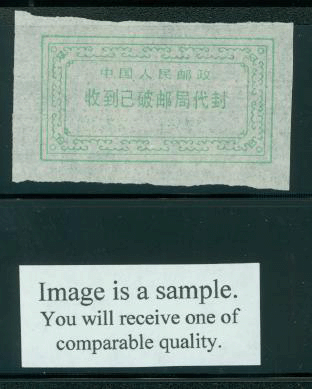 中国人民邮政
收到已破邮局代封
Image is a sample.
You will receive one of
comparable quality.